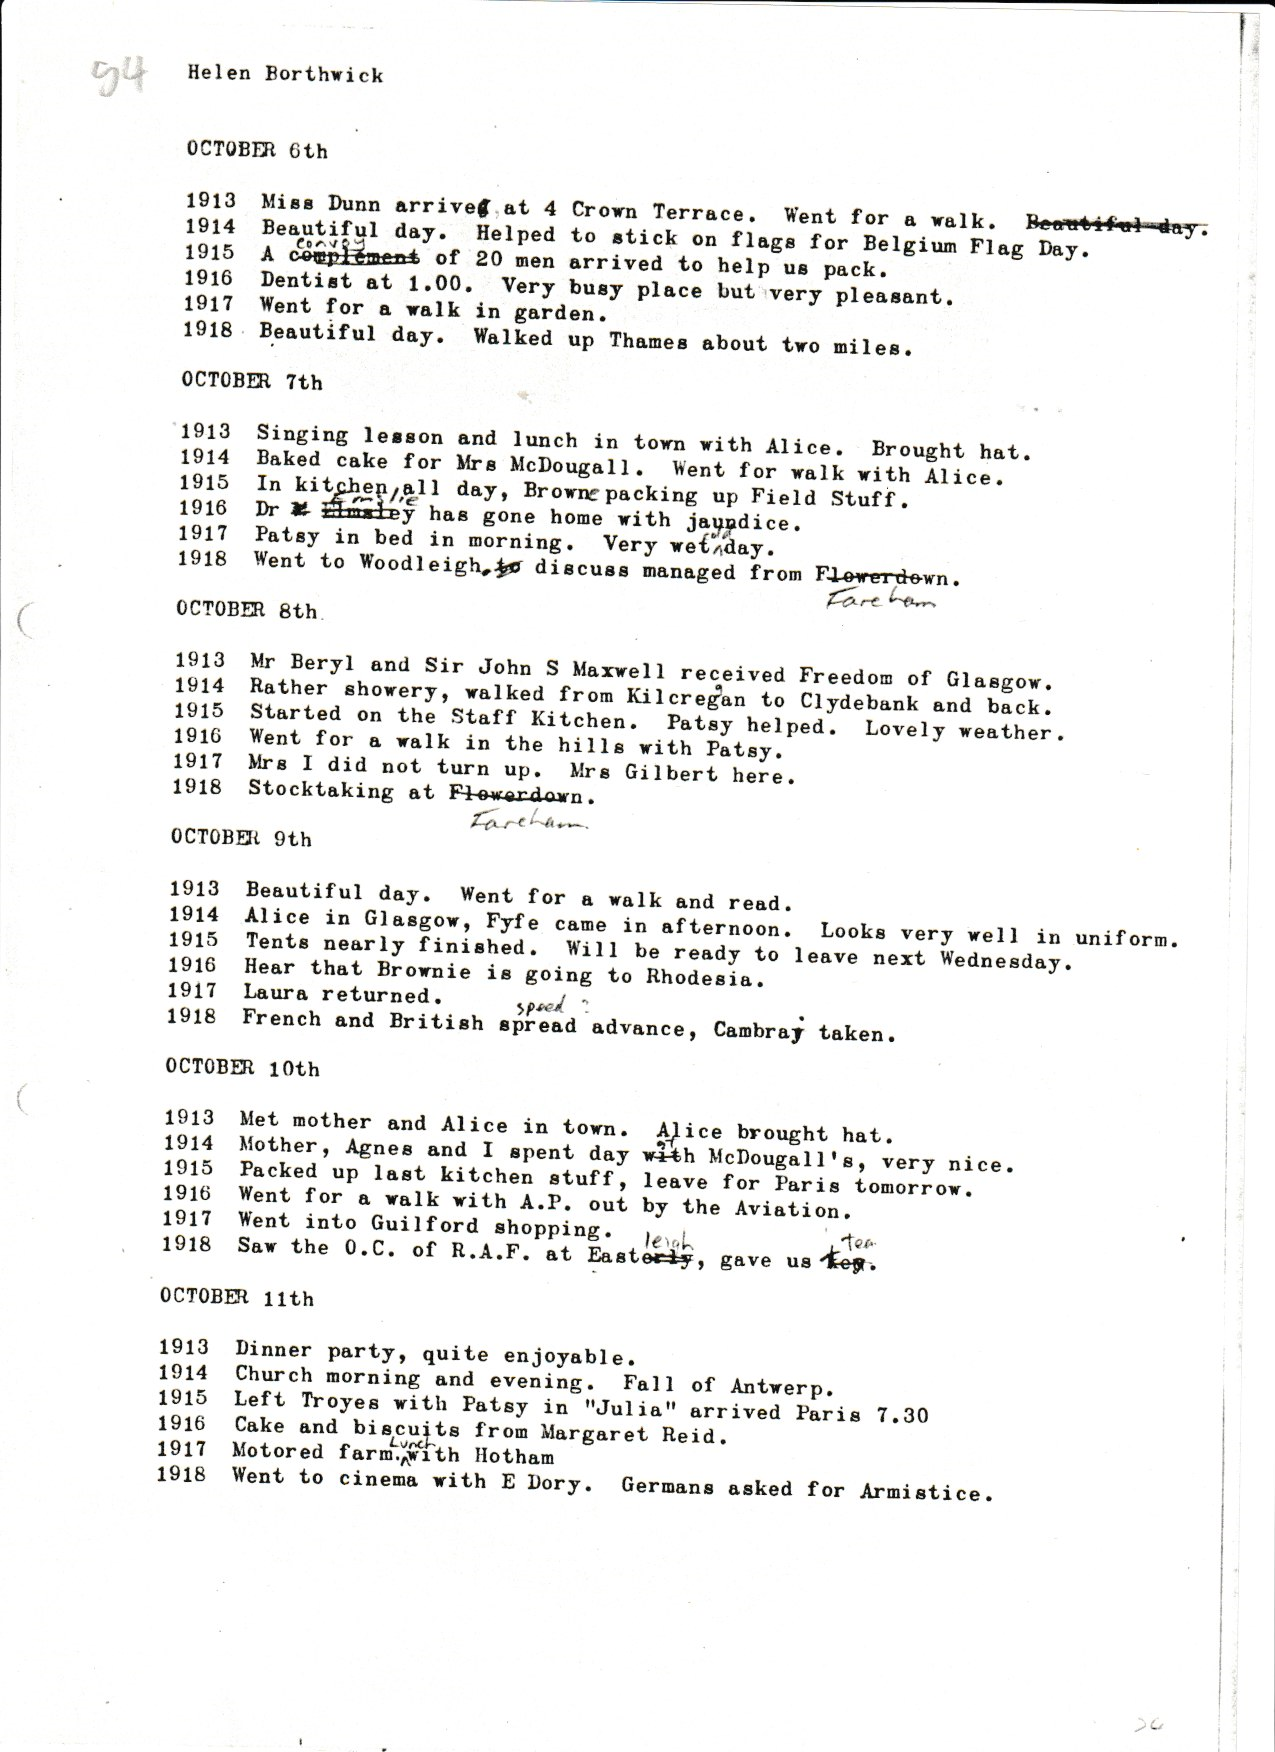 94 Helen Borthwick
OCTOBER 6th
1913 Miss Dunn arrived at 4 Crown Terrace. Went for a walk. Beautiful day.
1914 Beautiful day. Helped to stick on flags for Belgium Flag Day.
convoy
1915 A complement of 20 men arrived to help us pack.
1916 Dentist at 1.00. Very busy place but very pleasant.
1917 Went for a walk in garden.
1918 Beautiful day. Walked up Thames about two miles.
OCTOBER 7th
1913 Singing lesson and lunch in town with Alice. Brought hat.
1914 Baked cake for Mrs McDougall. Went for walk with Alice.
1915 In kitchen, all day, Browne packing up Field Stuff.
1916 Dr Elmsley has gone home with jaundice.
1917 Patsy in bed in morning. Very wet day.
1918 Went to Woodleigh, to discuss managed from Flowerdown.
Fareham
OCTOBER 8th
1913 Mr Beryl and Sir John S Maxwell received Freedom of Glasgow.
1914 Rather showery, walked from Kilcregan to Clydebank and back.
1915 Started on the Staff Kitchen. Patsy helped. Lovely weather.
1916 Went for a walk in the hills with Patsy.
1917 Mrs I did not turn up. Mrs Gilbert here.
1918 Stocktaking at Flowerdown.
Fareham
OCTOBER 9th
1913 Beautiful day. Went for a walk and read.
1914 Alice in Glasgow, Fyfe came in afternoon. Looks very well in uniform.
1915 Tents nearly finished. Will be ready to leave next Wednesday.
1916 Hear that Brownie is going to Rhodesia.
1917 Laura returned.
speed ?
1918 French and British spread advance, Cambrai taken.
OCTOBER 10th
1913 Met mother and Alice in town. Alice brought hat.
at
1914 Mother, Agnes and I spent day with McDougall's, very nice.
1915 Packed up last kitchen stuff, leave for Paris tomorrow.
1916 Went for a walk with A.P. out by the Aviation.
1917 Went into Guilford shopping.
leigh tea
1918 Saw the O.C. of R.A.F. at Easterly, gave us
OCTOBER 11th
1913 Dinner party, quite enjoyable.
1914 Church morning and evening. Fall of Antwerp.
1915 Left Troyes with Patsy in "Julia" arrived Paris 7.30
1916 Cake and biscuits from Margaret Reid.
Lunch
1917 Motored farm. with Hotham
1918 Went to cinema with E Dory. Germans asked for Armistice.